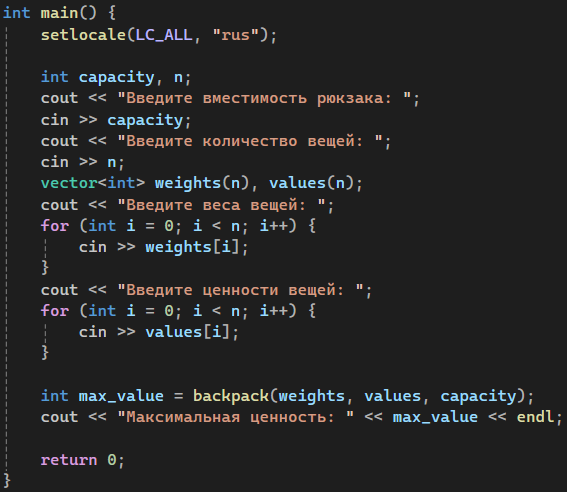 int main() {
    setlocale(LC_ALL, "rus");

    int capacity, n;
    cout << "Введите вместимость рюкзака: ";
    cin >> capacity;
    cout << "Введите количество вещей: ";
    cin >> n;
    vector<int> weights(n), values(n);
    cout << "Введите веса вещей: ";
    for (int i = 0; i < n; i++) {
        cin >> weights[i];
    }
    cout << "Введите ценности вещей: ";
    for (int i = 0; i < n; i++) {
        cin >> values[i];
    }

    int max_value = backpack(weights, values, capacity);
    cout << "Максимальная ценность: " << max_value << endl;

    return 0;
}